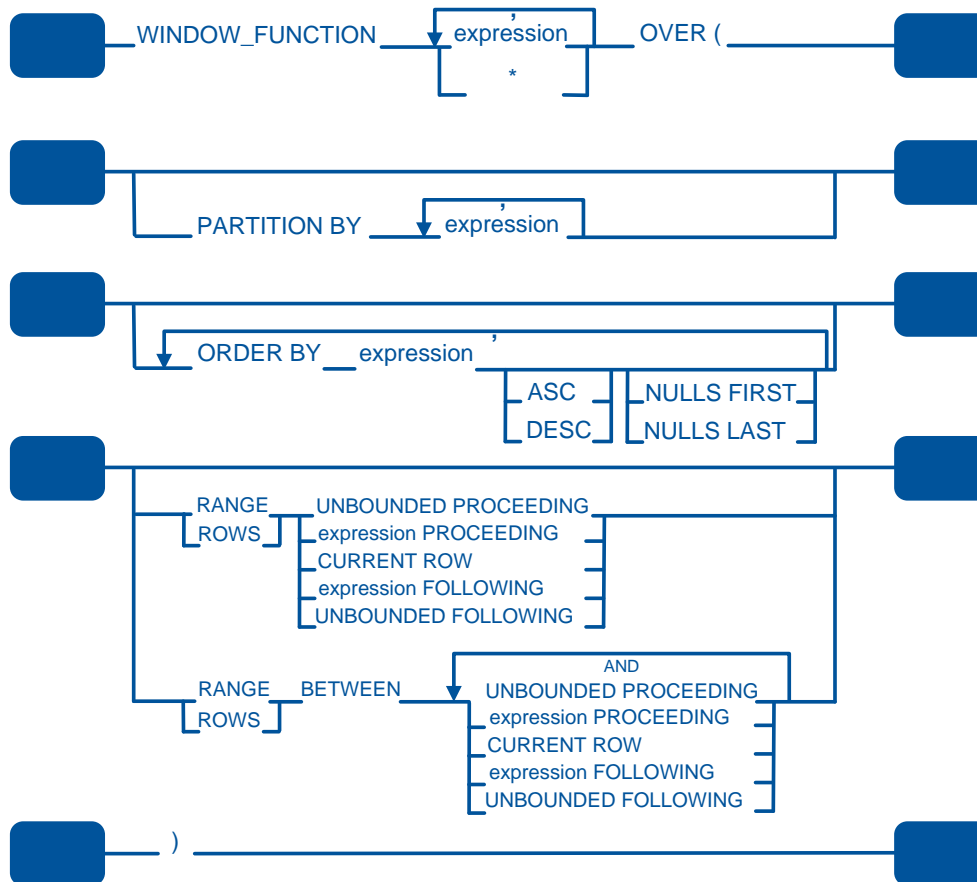 ,
WINDOW_FUNCTION expression OVER (
*
,
PARTITION BY expression
,
ORDER BY expression
ASC NULLS FIRST
DESC NULLS LAST
RANGE UNBOUNDED PROCEEDING
ROWS expression PROCEEDING
CURRENT ROW
expression FOLLOWING
UNBOUNDED FOLLOWING
AND
RANGE BETWEEN UNBOUNDED PROCEEDING
ROWS expression PROCEEDING
CURRENT ROW
expression FOLLOWING
UNBOUNDED FOLLOWING
)